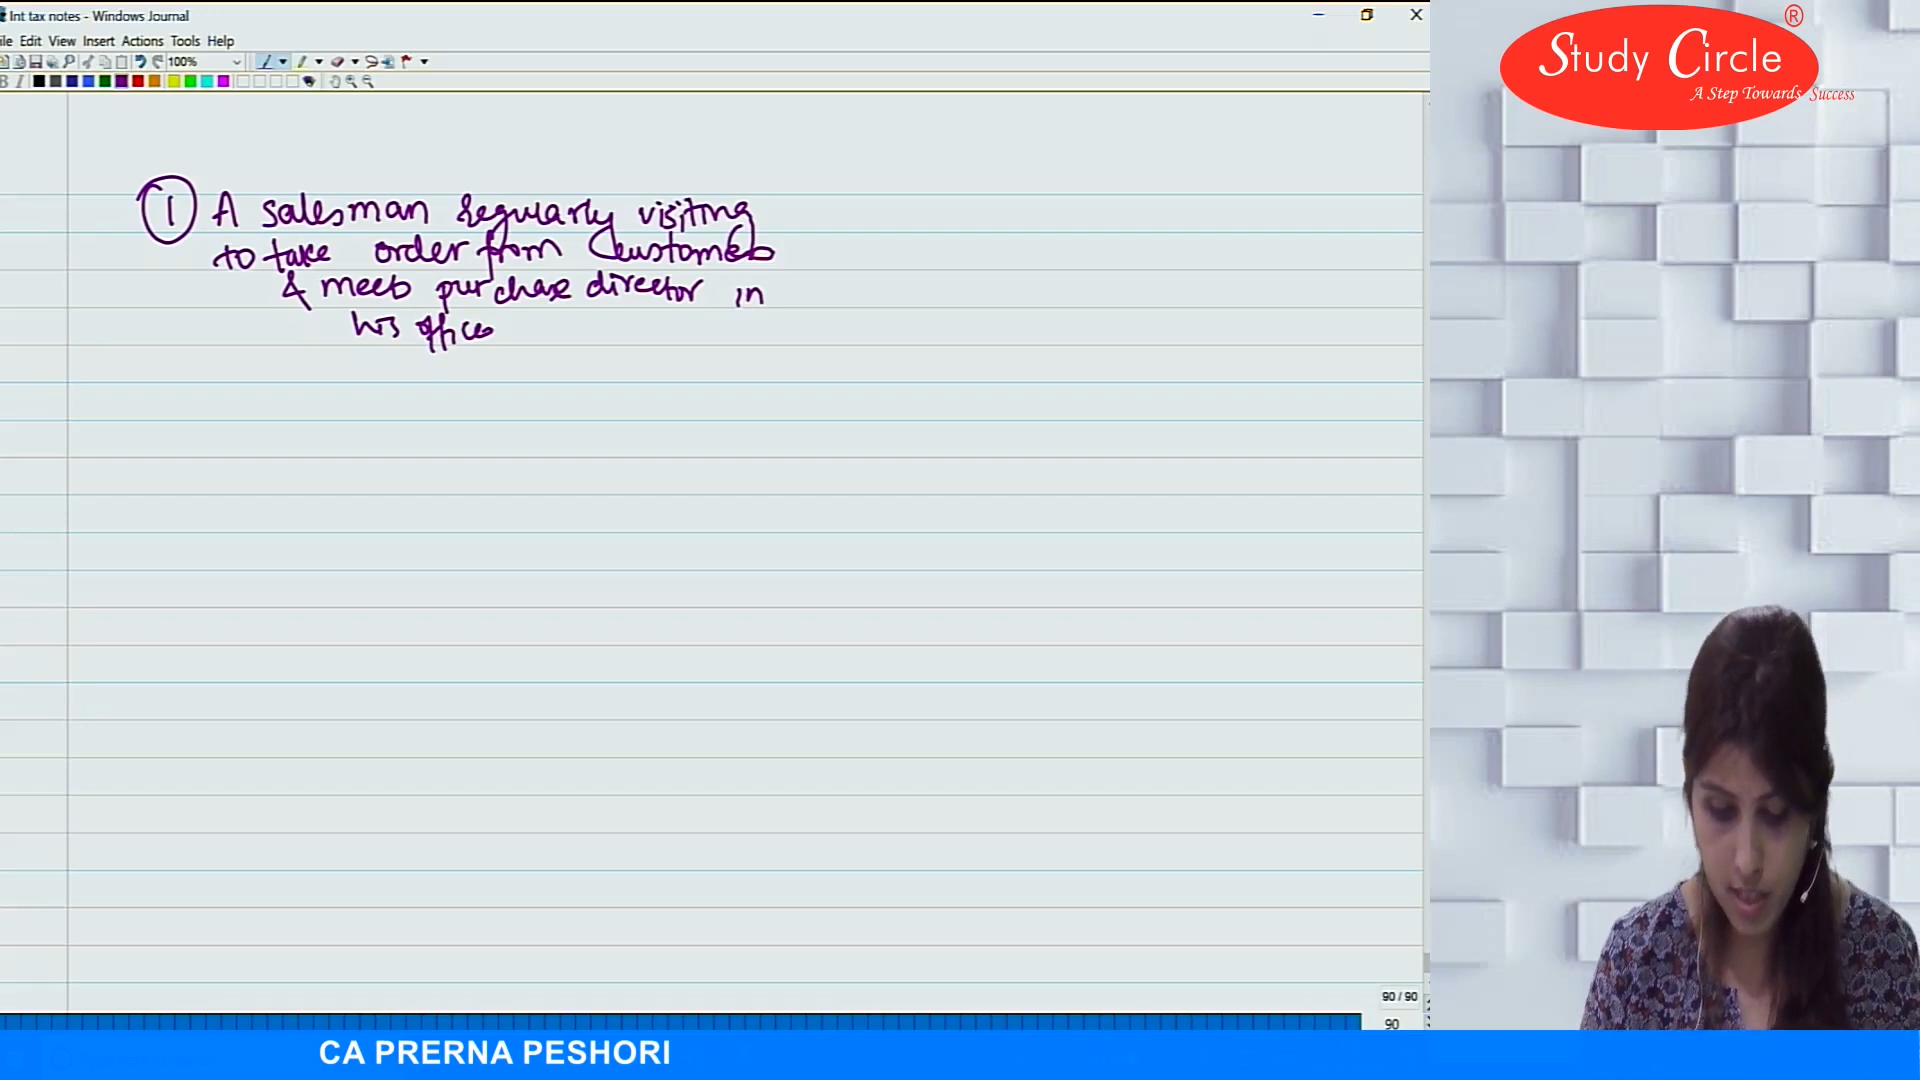 Int tax notes - Windows Journal
ile Edit View Insert Actions Tools Help
100%
B I
① A salesman regularly visiting
to take order from customers
& meets purchase director in
his office
90 / 90
90
Study Circle ®
A Step Towards Success
CA PRERNA PESHORI